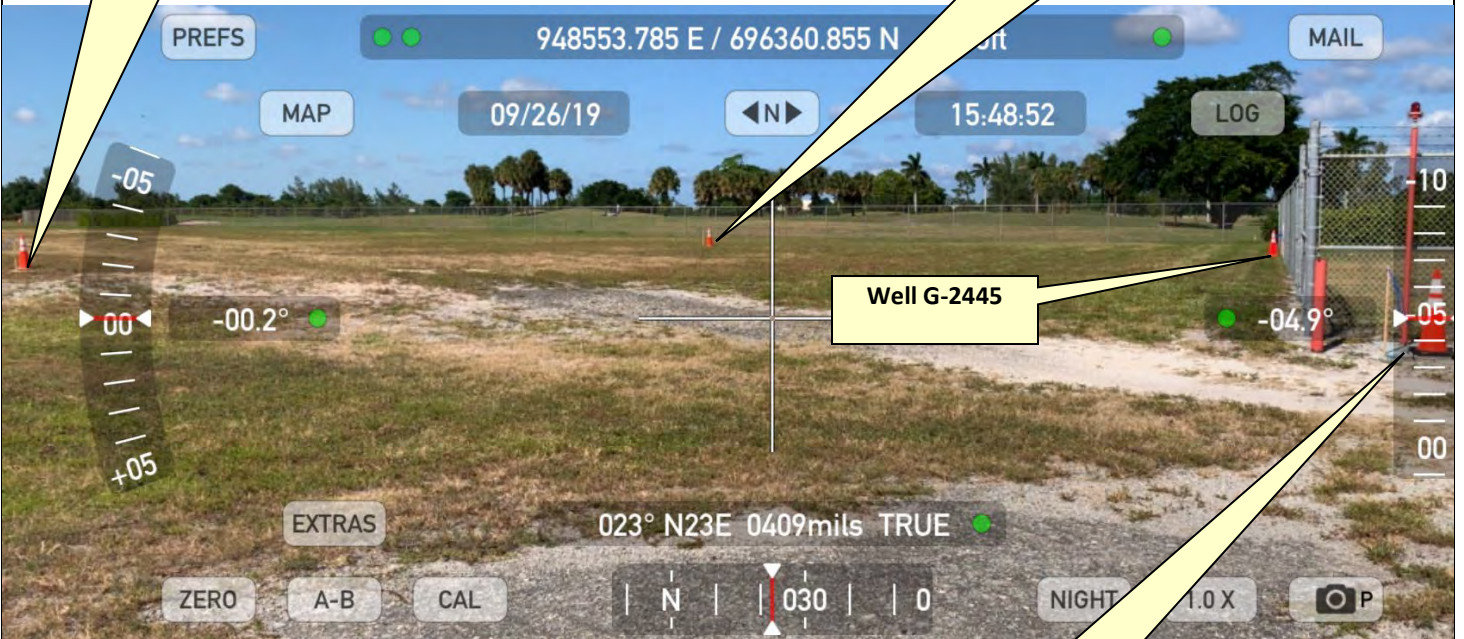 PREFS
948553.785 E / 696360.855 N
ft
MAIL
MAP
09/26/19
◀N▶
15:48:52
LOG
-05
10
Well G-2445
00
-00.2°
-04.9°
-05
+05
00
EXTRAS
023° N23E 0409mils TRUE
ZERO
A-B
CAL
N
030
0
NIGHT
1.0 X
P